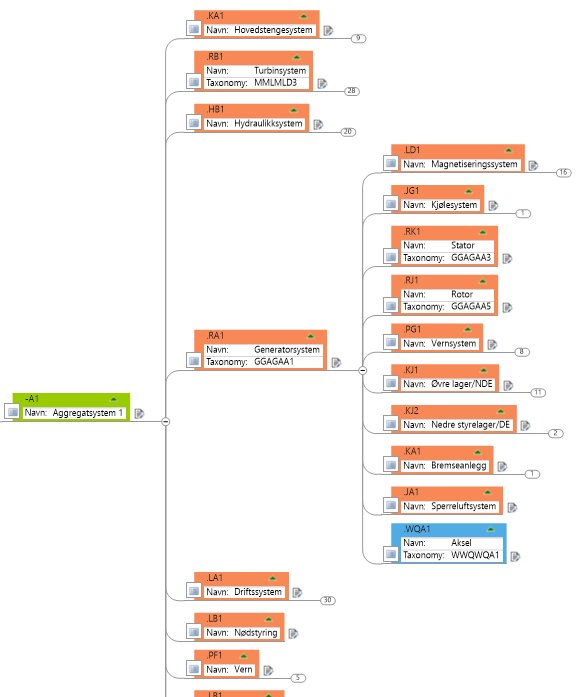 .KA1
Navn: Hovedstengesystem
9
.RB1
Navn: Turbinsystem
Taxonomy: MMLMLD3
28
.HB1
Navn: Hydraulikksystem
20
.LD1
Navn: Magnetiseringssystem
16
.JG1
Navn: Kjølesystem
1
.RK1
Navn: Stator
Taxonomy: GGAGAA3
.RJ1
Navn: Rotor
Taxonomy: GGAGAA5
.RA1
Navn: Generatorsystem
Taxonomy: GGAGAA1
.PG1
Navn: Vernsystem
8
.KJ1
Navn: Øvre lager/NDE
11
-A1
Navn: Aggregatsystem 1
.KJ2
Navn: Nedre styrelager/DE
2
.KA1
Navn: Bremseanlegg
1
.JA1
Navn: Sperreluftsystem
.WQA1
Navn: Aksel
Taxonomy: WWQWQA1
.LA1
Navn: Driftssystem
30
.LB1
Navn: Nødstyring
.PF1
Navn: Vern
5
.LB1